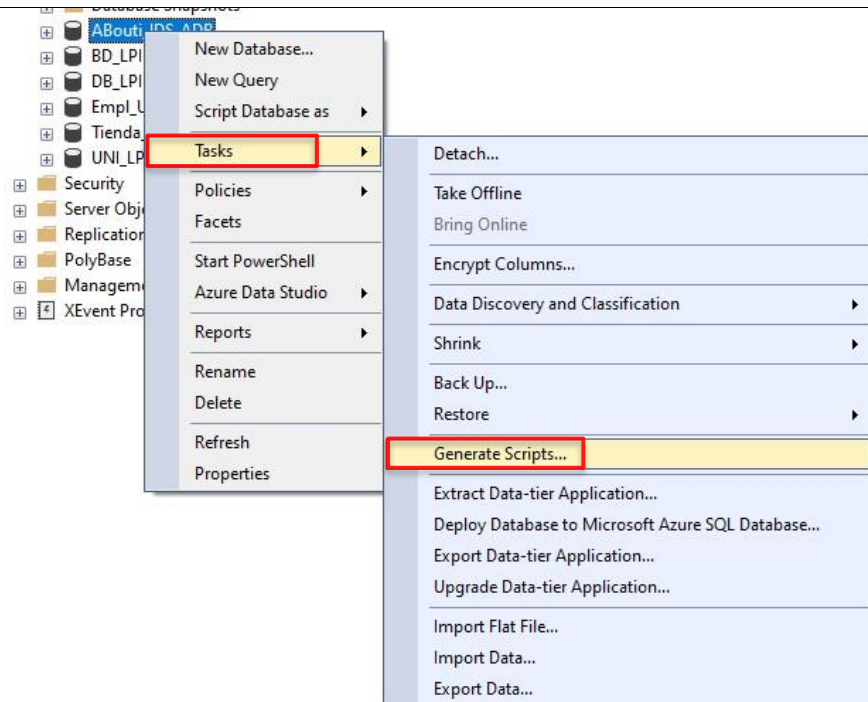 Database Snapshots
ABouti_IDS_ADB
BD_LPI
DB_LPI
Empl_U
Tienda_
UNI_LP
Security
Server Obje
Replication
PolyBase
Managem
XEvent Pro
New Database...
New Query
Script Database as
Tasks
Policies
Facets
Start PowerShell
Azure Data Studio
Reports
Rename
Delete
Refresh
Properties
Detach...
Take Offline
Bring Online
Encrypt Columns...
Data Discovery and Classification
Shrink
Back Up...
Restore
Generate Scripts...
Extract Data-tier Application...
Deploy Database to Microsoft Azure SQL Database...
Export Data-tier Application...
Upgrade Data-tier Application...
Import Flat File...
Import Data...
Export Data...